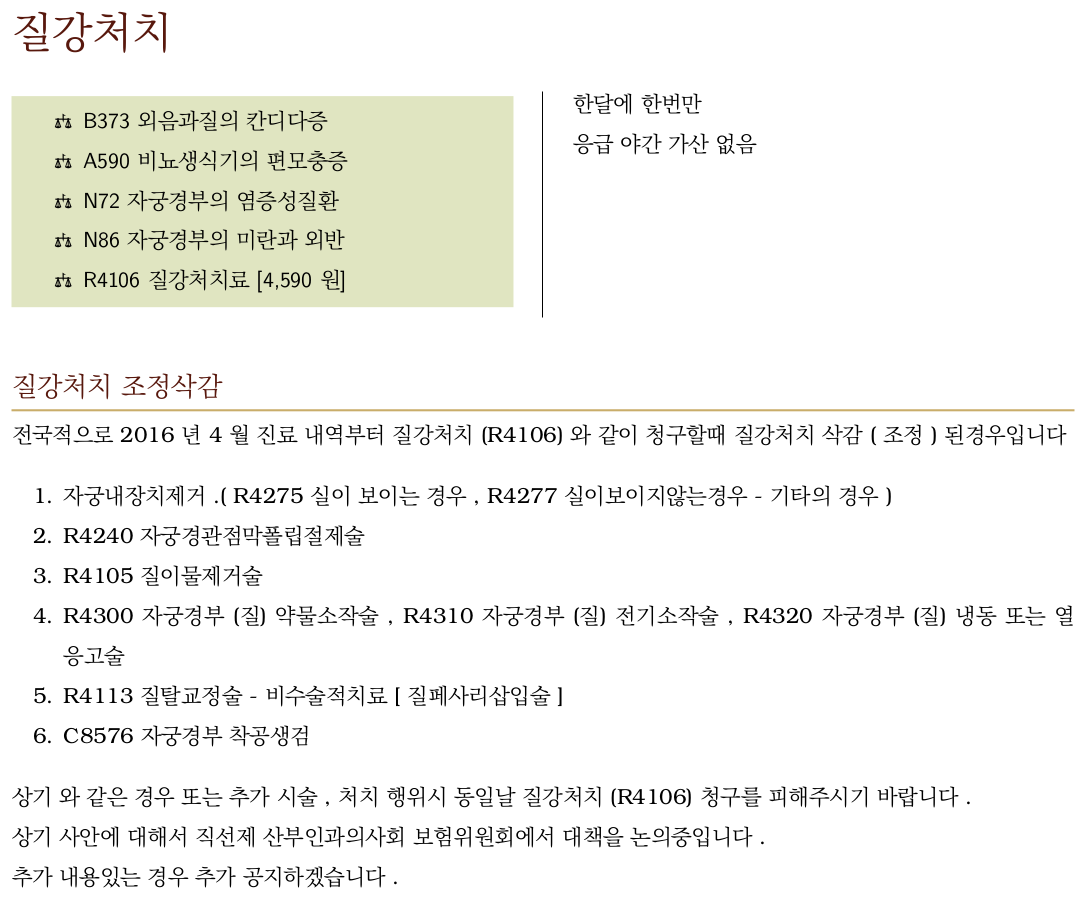 질강처치
B373 외음과질의 칸디다증
A590 비뇨생식기의 편모충증
N72 자궁경부의 염증성질환
N86 자궁경부의 미란과 외반
R4106 질강처치료 [4,590 원]
한달에 한번만
응급 야간 가산 없음
질강처치 조정삭감
전국적으로 2016 년 4 월 진료 내역부터 질강처치 (R4106) 와 같이 청구할때 질강처치 삭감 ( 조정 ) 된경우입니다
1. 자궁내장치제거 .( R4275 실이 보이는 경우 , R4277 실이보이지않는경우 - 기타의 경우 )
2. R4240 자궁경관점막폴립절제술
3. R4105 질이물제거술
4. R4300 자궁경부 (질) 약물소작술 , R4310 자궁경부 (질) 전기소작술 , R4320 자궁경부 (질) 냉동 또는 열
응고술
5. R4113 질탈교정술 - 비수술적치료 [ 질페사리삽입술 ]
6. C8576 자궁경부 착공생검
상기 와 같은 경우 또는 추가 시술 , 처치 행위시 동일날 질강처치 (R4106) 청구를 피해주시기 바랍니다 .
상기 사안에 대해서 직선제 산부인과의사회 보험위원회에서 대책을 논의중입니다 .
추가 내용있는 경우 추가 공지하겠습니다 .